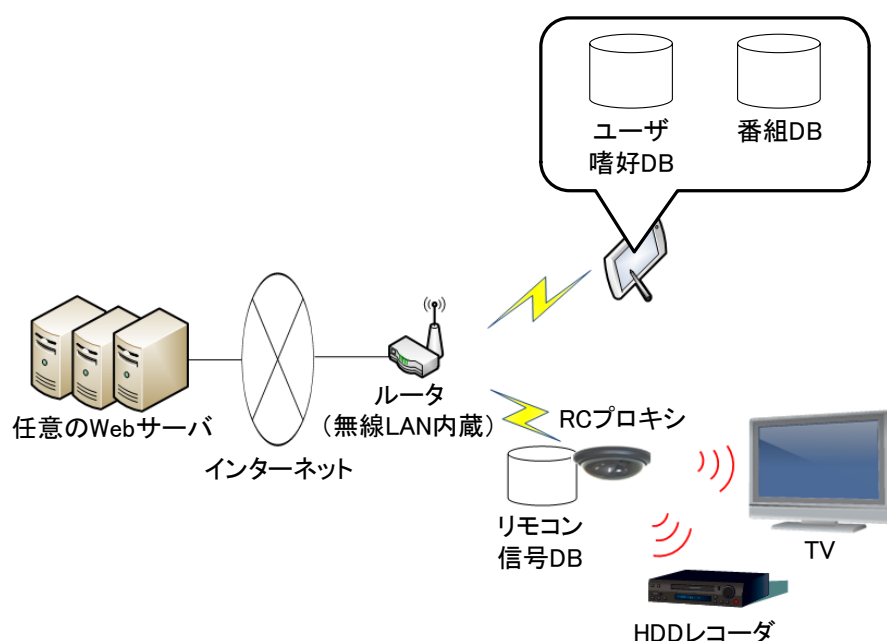 ユーザ
嗜好DB
番組DB
任意のWebサーバ
インターネット
ルータ
（無線LAN内蔵）
RCプロキシ
リモコン
信号DB
TV
HDDレコーダ